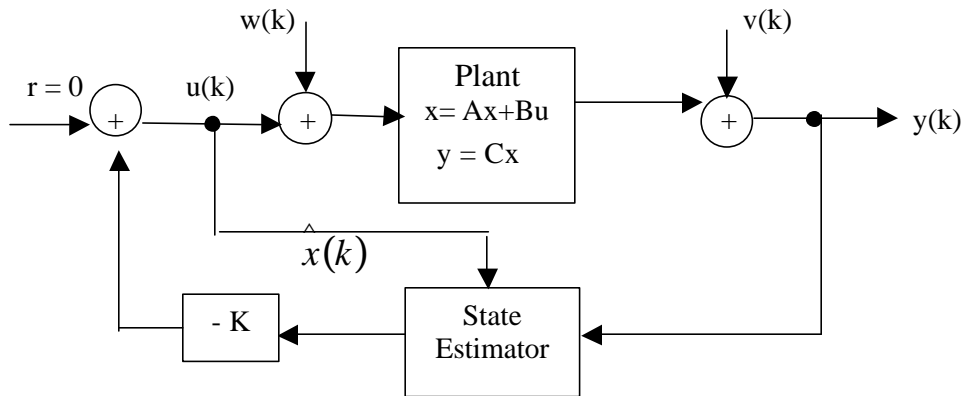 w(k)
v(k)
r = 0
u(k)
Plant
x= Ax+Bu
y = Cx
+
+
+
y(k)
x̂(k)
- K
State
Estimator